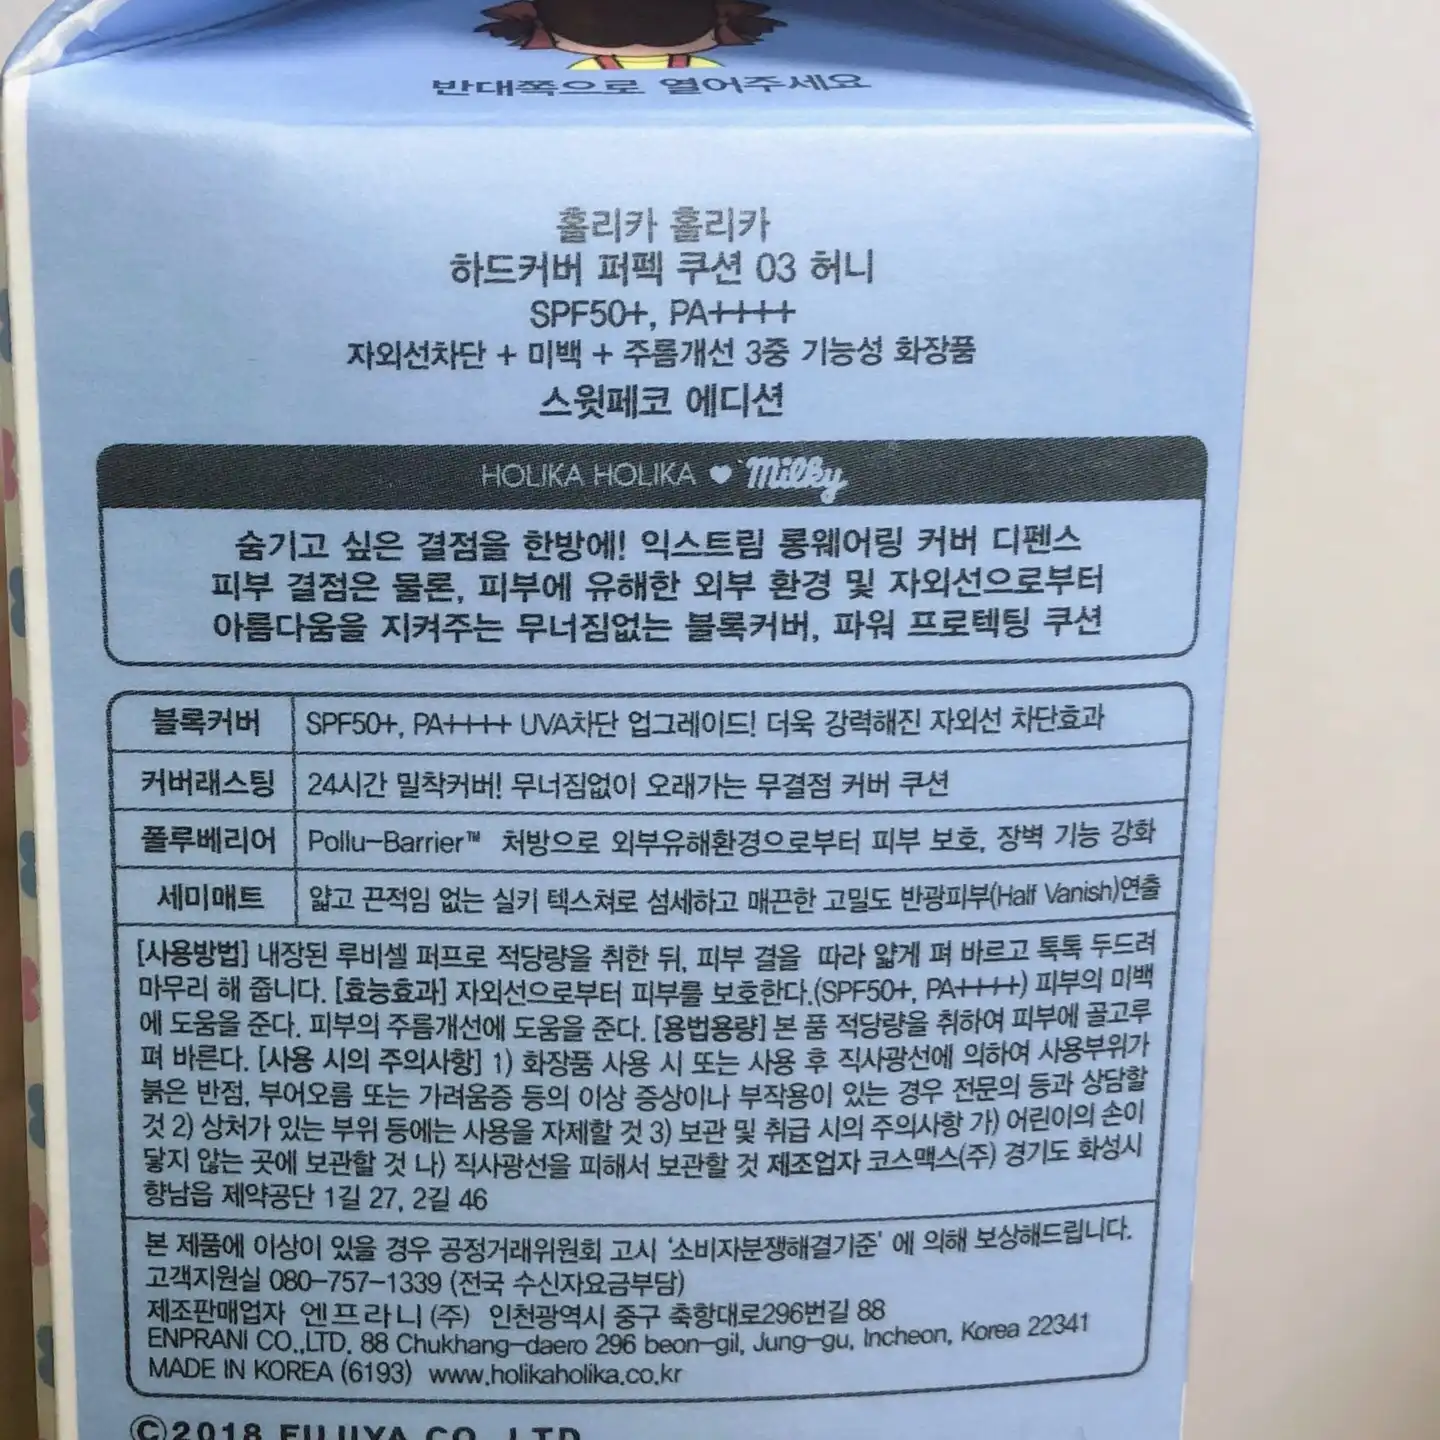 반대쪽으로 열어주세요
홀리카 홀리카
하드커버 퍼펙 쿠션 03 허니
SPF50+, PA++++
자외선차단 + 미백 + 주름개선 3중 기능성 화장품
스윗페코 에디션
HOLIKA HOLIKA ♥ Milky
숨기고 싶은 결점을 한방에! 익스트림 롱웨어링 커버 디펜스
피부 결점은 물론, 피부에 유해한 외부 환경 및 자외선으로부터
아름다움을 지켜주는 무너짐없는 블록커버, 파워 프로텍팅 쿠션
블록커버 SPF50+, PA++++ UVA차단 업그레이드! 더욱 강력해진 자외선 차단효과
커버래스팅 24시간 밀착커버! 무너짐없이 오래가는 무결점 커버 쿠션
폴루베리어 Pollu-Barrier™ 처방으로 외부유해환경으로부터 피부 보호, 장벽 기능 강화
세미매트 얇고 끈적임 없는 실키 텍스쳐로 섬세하고 매끈한 고밀도 반광피부(Half Vanish)연출
[사용방법] 내장된 루비셀 퍼프로 적당량을 취한 뒤, 피부 결을 따라 얇게 펴 바르고 톡톡 두드려
마무리 해 줍니다. [효능효과] 자외선으로부터 피부를 보호한다.(SPF50+, PA++++) 피부의 미백
에 도움을 준다. 피부의 주름개선에 도움을 준다. [용법용량] 본 품 적당량을 취하여 피부에 골고루
펴 바른다. [사용 시의 주의사항] 1) 화장품 사용 시 또는 사용 후 직사광선에 의하여 사용부위가
붉은 반점, 부어오름 또는 가려움증 등의 이상 증상이나 부작용이 있는 경우 전문의 등과 상담할
것 2) 상처가 있는 부위 등에는 사용을 자제할 것 3) 보관 및 취급 시의 주의사항 가) 어린이의 손이
닿지 않는 곳에 보관할 것 나) 직사광선을 피해서 보관할 것 제조업자 코스맥스(주) 경기도 화성시
향남읍 제약공단 1길 27, 2길 46
본 제품에 이상이 있을 경우 공정거래위원회 고시 '소비자분쟁해결기준' 에 의해 보상해드립니다.
고객지원실 080-757-1339 (전국 수신자요금부담)
제조판매업자 엔프라니(주) 인천광역시 중구 축항대로296번길 88
ENPRANI CO.,LTD. 88 Chukhang-daero 296 beon-gil, Jung-gu, Incheon, Korea 22341
MADE IN KOREA (6193) www.holikaholika.co.kr
©2018 FUJIYA CO., LTD.